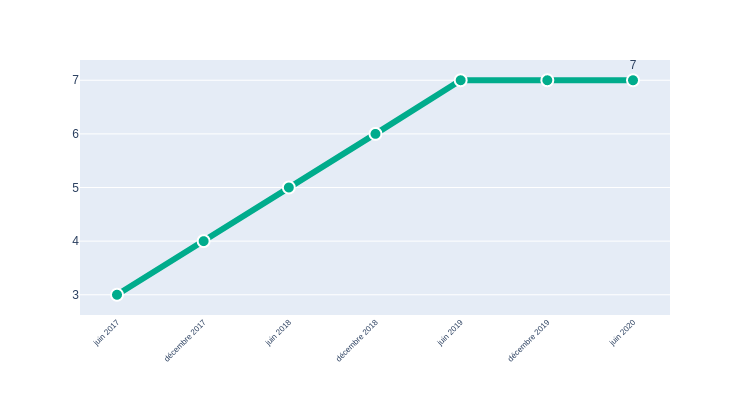 7
7
6
5
4
3
juin 2017
décembre 2017
juin 2018
décembre 2018
juin 2019
décembre 2019
juin 2020